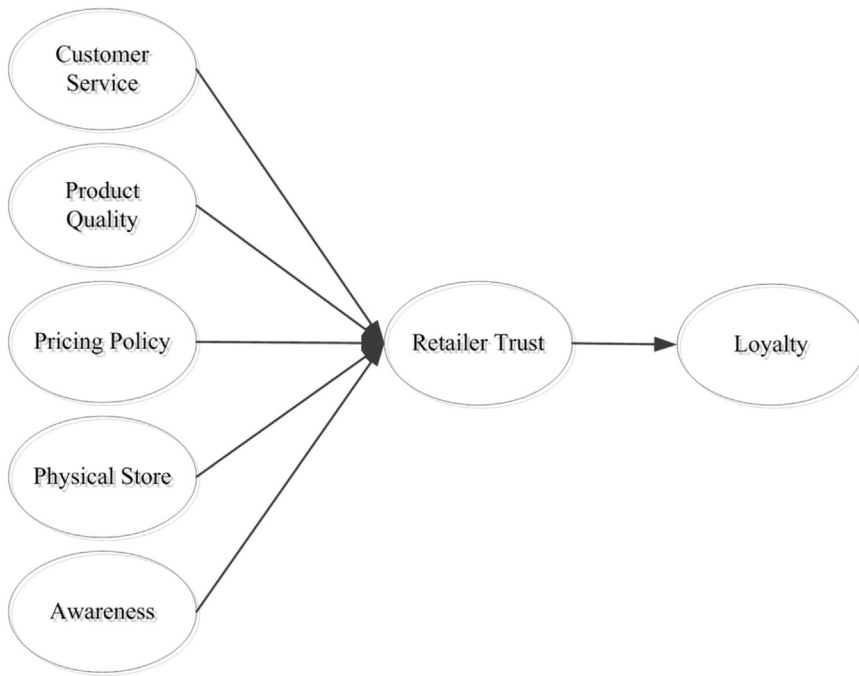 Customer
Service
Product
Quality
Pricing Policy
Retailer Trust
Loyalty
Physical Store
Awareness